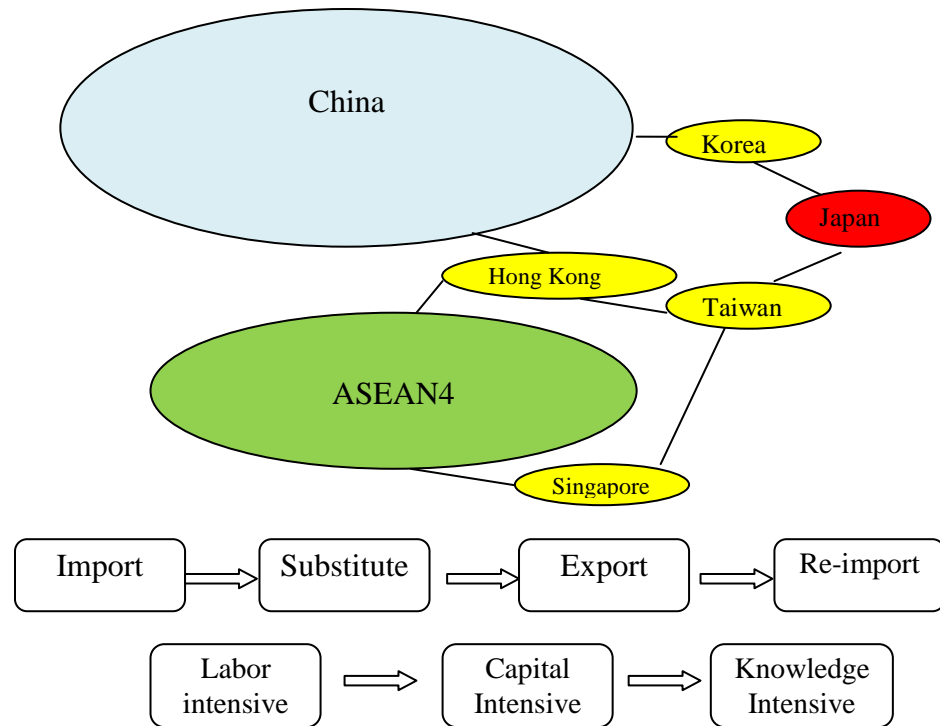 China
Korea
Japan
Hong Kong
Taiwan
ASEAN4
Singapore
Import
Substitute
Export
Re-import
Labor
intensive
Capital
Intensive
Knowledge
Intensive